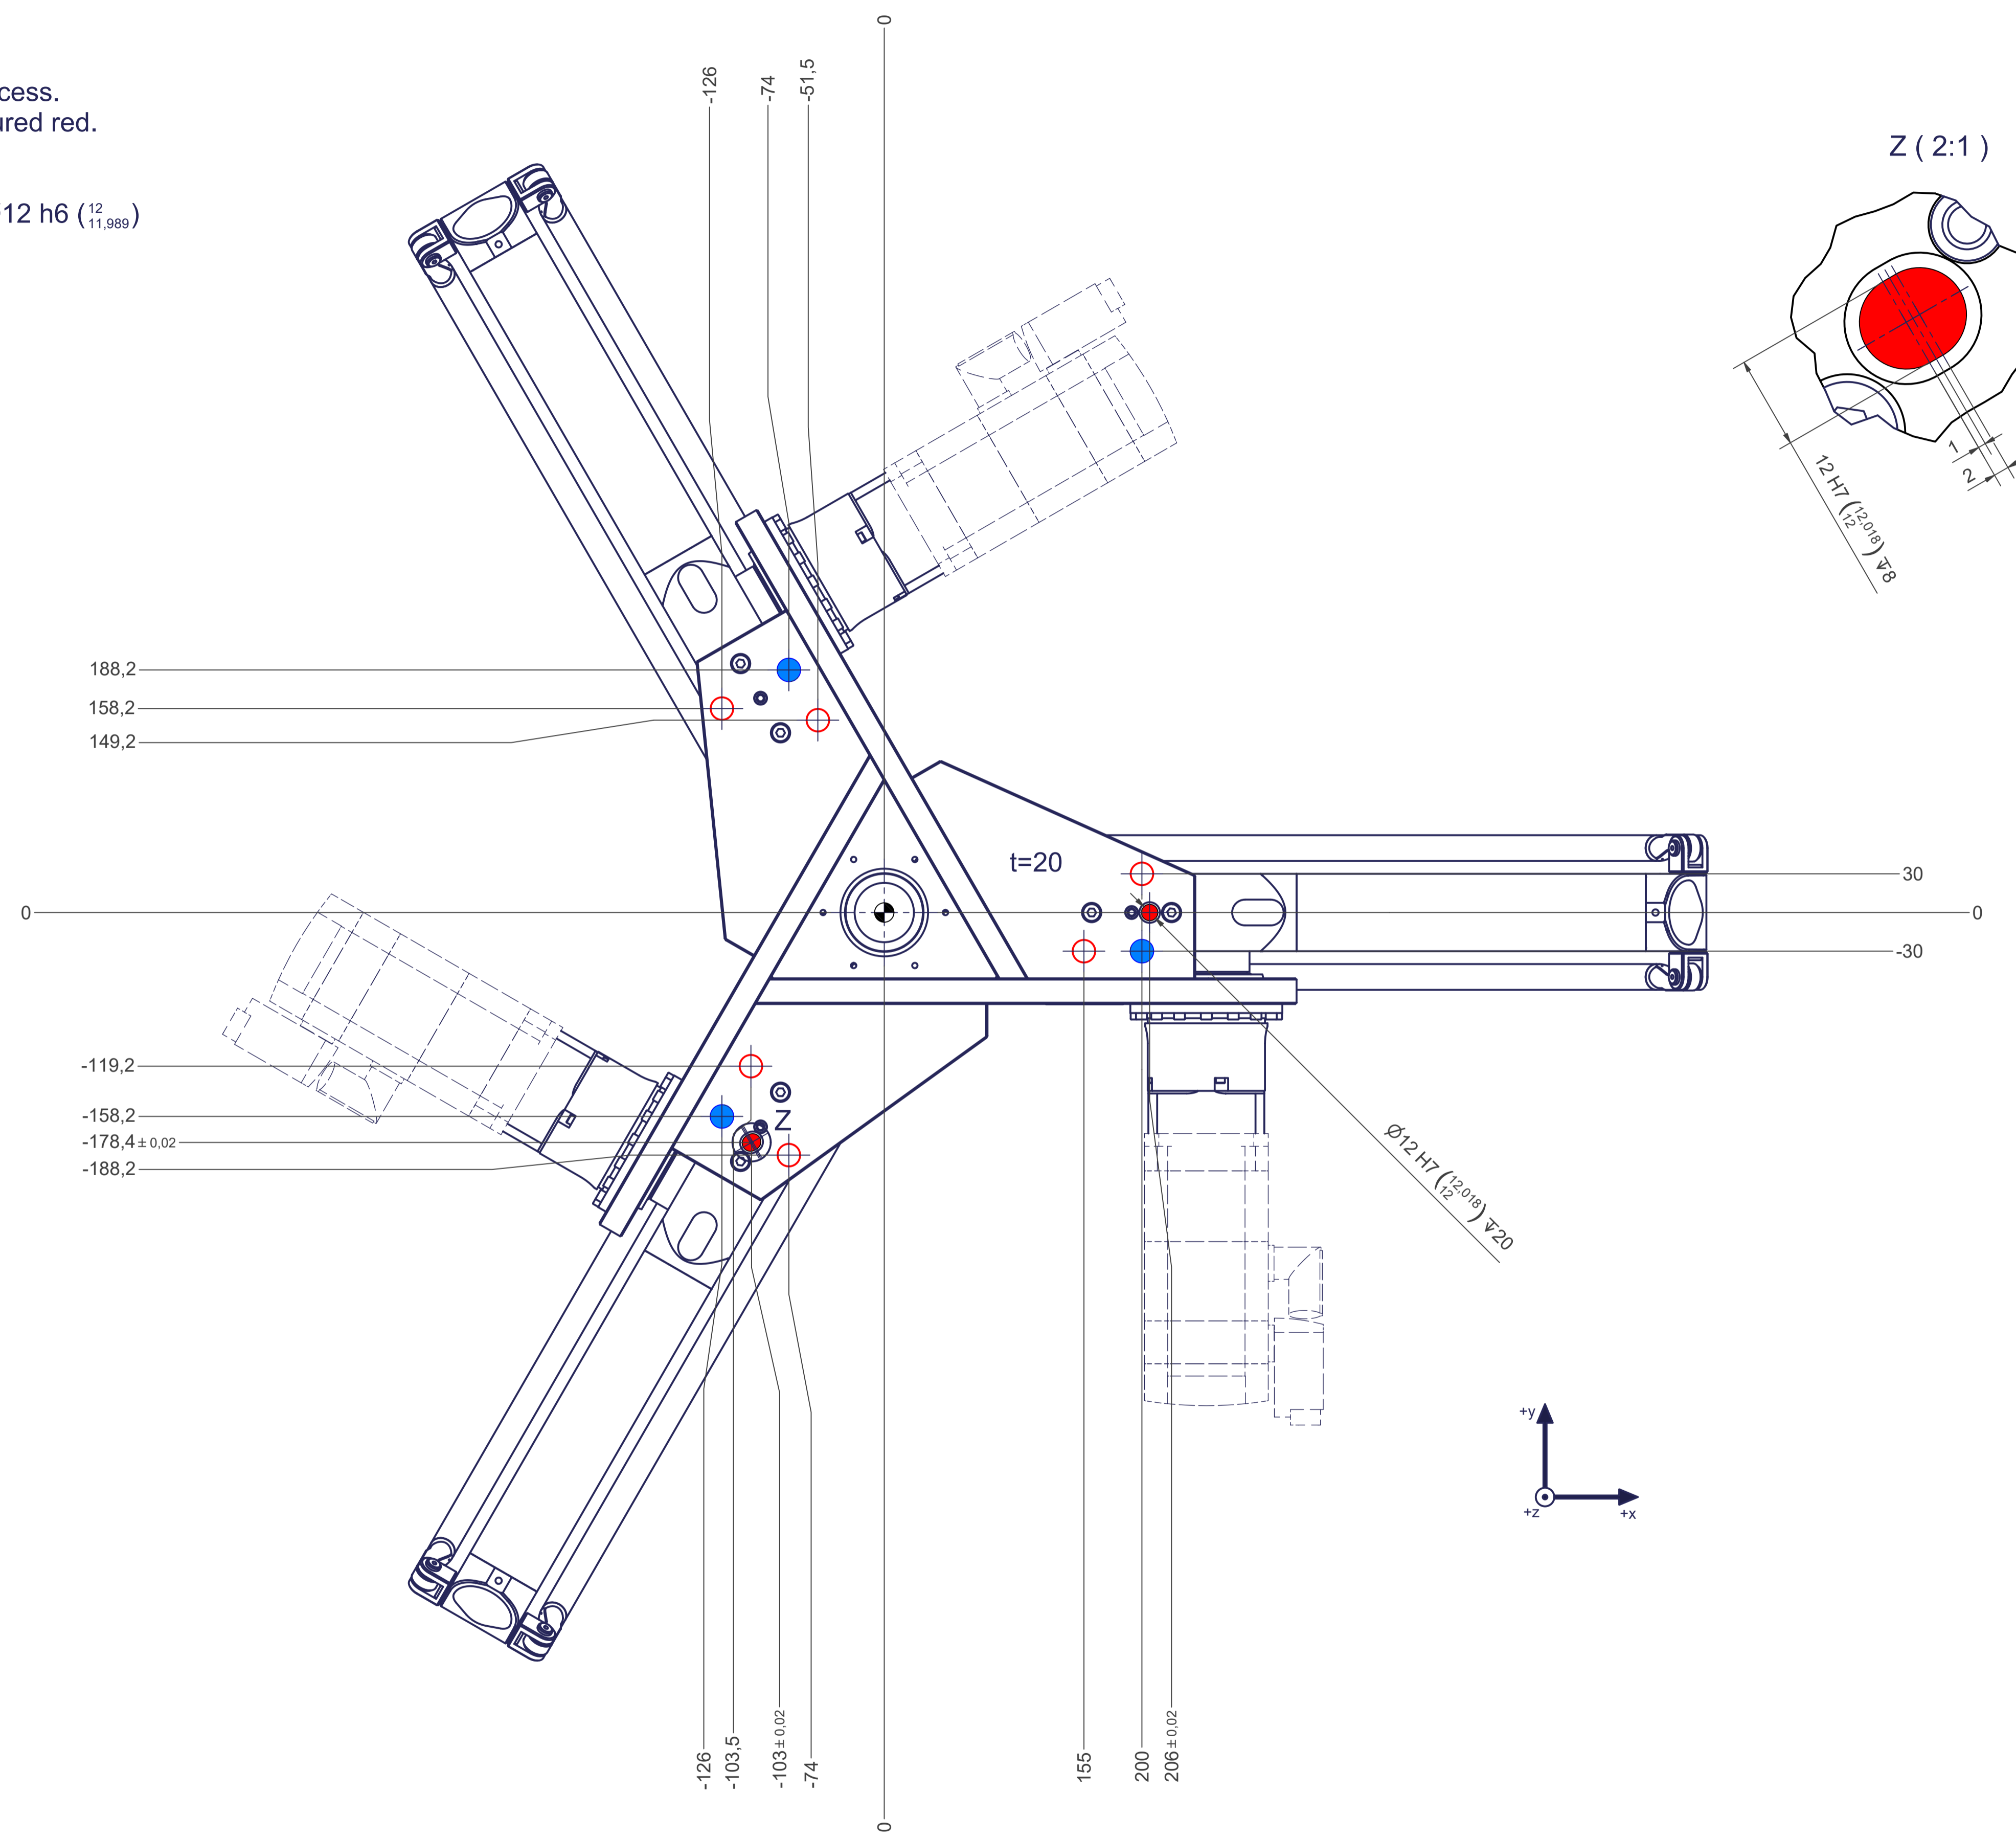 0
-126
-74
-51,5
cess.
ured red.
Z ( 2:1 )
12 h6 ( 12 11,989 )
1
2
12 H7 ( 12,018 12 ) ↧8
188,2
158,2
149,2
t=20
30
0
0
-30
-119,2
Z
-158,2
-178,4 ± 0,02
-188,2
Ø12 H7 ( 12,018 12 ) ↧20
+y
+z
+x
-126
-103,5
-103 ± 0,02
-74
155
200
206 ± 0,02
0